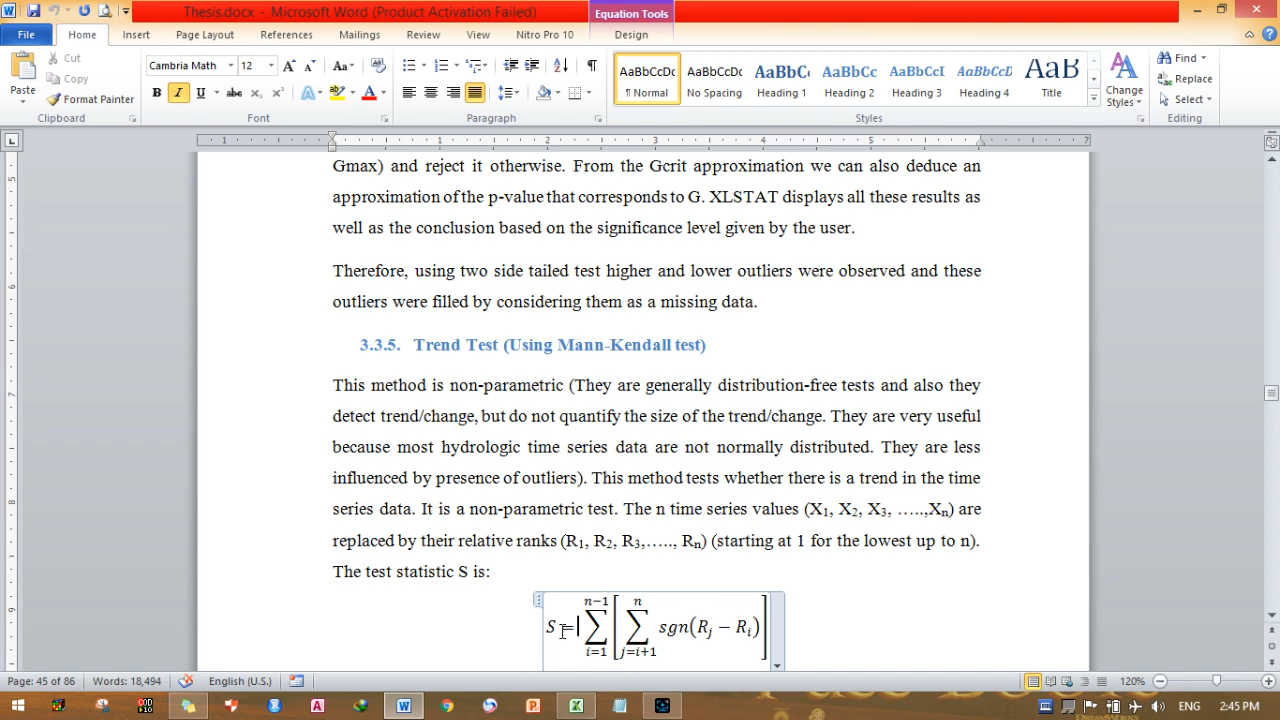 Thesis.docx - Microsoft Word (Product Activation Failed)
Equation Tools
File Home Insert Page Layout References Mailings Review View Nitro Pro 10 Design
Paste
Cut
Copy
Format Painter
Clipboard
Cambria Math 12
Font
Paragraph
AaBbCcDc AaBbCcDc AaBbC AaBbCc AaBbCcI AaBbCcDc AaB
¶ Normal No Spacing Heading 1 Heading 2 Heading 3 Heading 4 Title
Change Styles
Styles
Find
Replace
Select
Editing
Gmax) and reject it otherwise. From the Gcrit approximation we can also deduce an
approximation of the p-value that corresponds to G. XLSTAT displays all these results as
well as the conclusion based on the significance level given by the user.
Therefore, using two side tailed test higher and lower outliers were observed and these
outliers were filled by considering them as a missing data.
3.3.5. Trend Test (Using Mann-Kendall test)
This method is non-parametric (They are generally distribution-free tests and also they
detect trend/change, but do not quantify the size of the trend/change. They are very useful
because most hydrologic time series data are not normally distributed. They are less
influenced by presence of outliers). This method tests whether there is a trend in the time
series data. It is a non-parametric test. The n time series values (X₁, X₂, X₃, …..,Xₙ) are
replaced by their relative ranks (R₁, R₂, R₃,….., Rₙ) (starting at 1 for the lowest up to n).
The test statistic S is:
S = ∑_{i=1}^{n−1} [ ∑_{j=i+1}^{n} sgn(R_j − R_i) ]
Page: 45 of 86 Words: 18,494 English (U.S.) 120%
ENG 2:45 PM